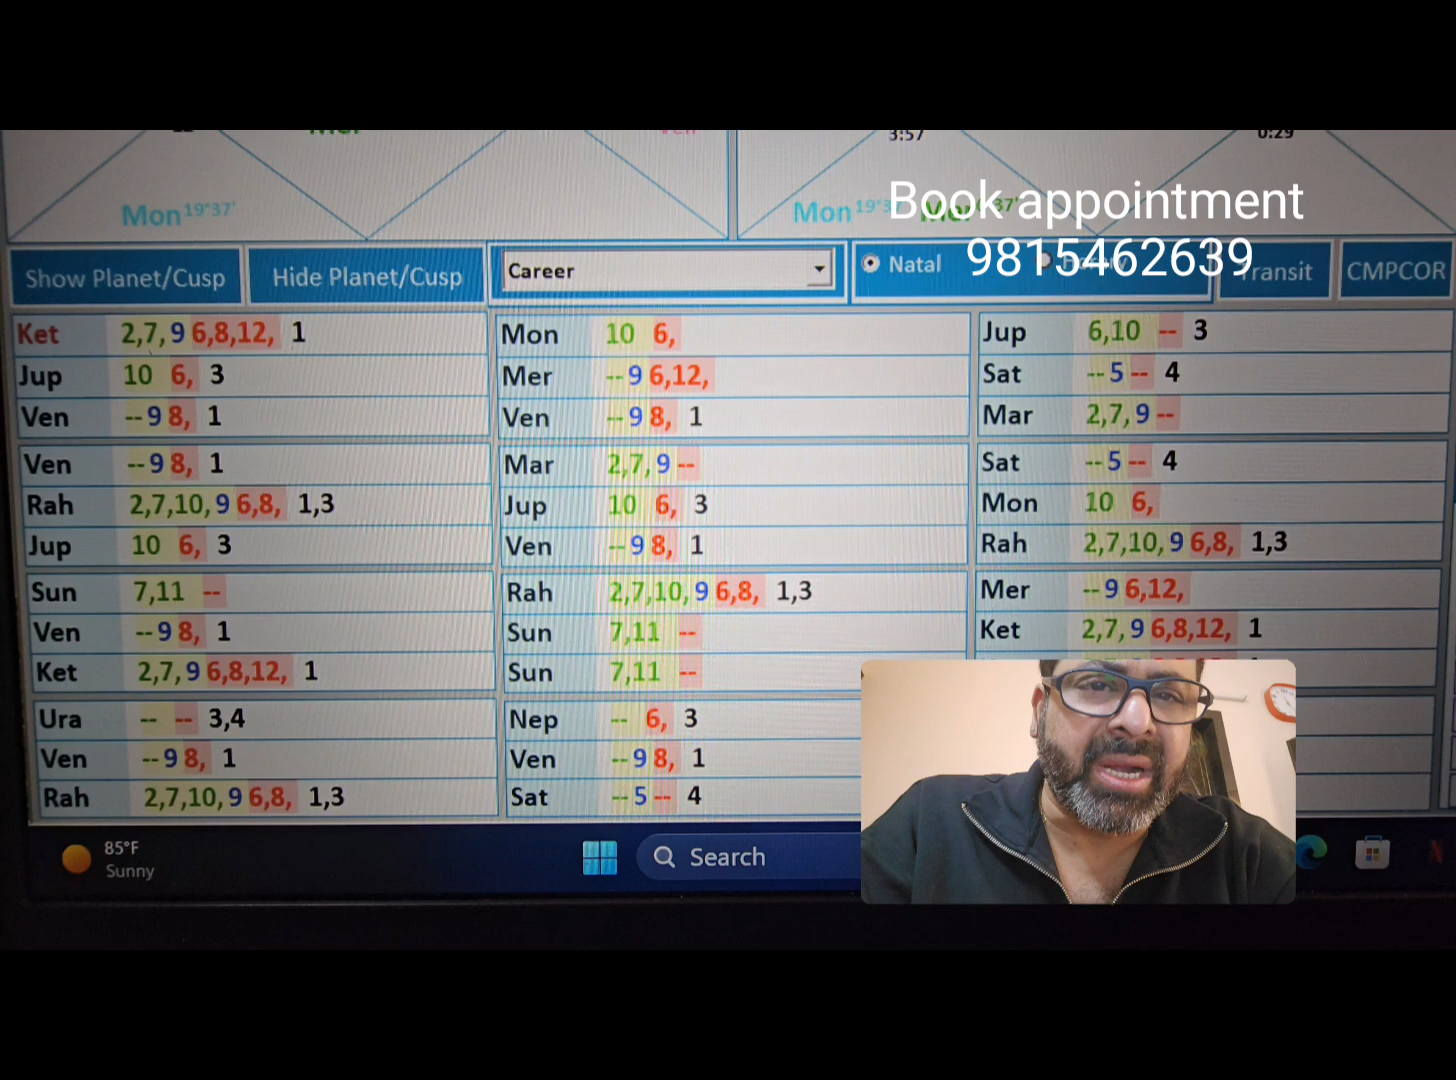 3:57
0:29
Mon 19°37'
Mon
Book appointment
9815462639
Show Planet/Cusp
Hide Planet/Cusp
Career
Natal
Transit
CMPCOR
Ket 2,7, 9 6,8,12, 1
Jup 10 6, 3
Ven -- 9 8, 1
Ven -- 9 8, 1
Rah 2,7,10, 9 6,8, 1,3
Jup 10 6, 3
Sun 7,11 --
Ven -- 9 8, 1
Ket 2,7, 9 6,8,12, 1
Ura -- -- 3,4
Ven -- 9 8, 1
Rah 2,7,10, 9 6,8, 1,3
Mon 10 6,
Mer -- 9 6,12,
Ven -- 9 8, 1
Mar 2,7, 9 --
Jup 10 6, 3
Ven -- 9 8, 1
Rah 2,7,10, 9 6,8, 1,3
Sun 7,11 --
Sun 7,11 --
Nep -- 6, 3
Ven -- 9 8, 1
Sat -- 5 -- 4
Jup 6,10 -- 3
Sat -- 5 -- 4
Mar 2,7, 9 --
Sat -- 5 -- 4
Mon 10 6,
Rah 2,7,10, 9 6,8, 1,3
Mer -- 9 6,12,
Ket 2,7, 9 6,8,12, 1
85°F
Sunny
Search